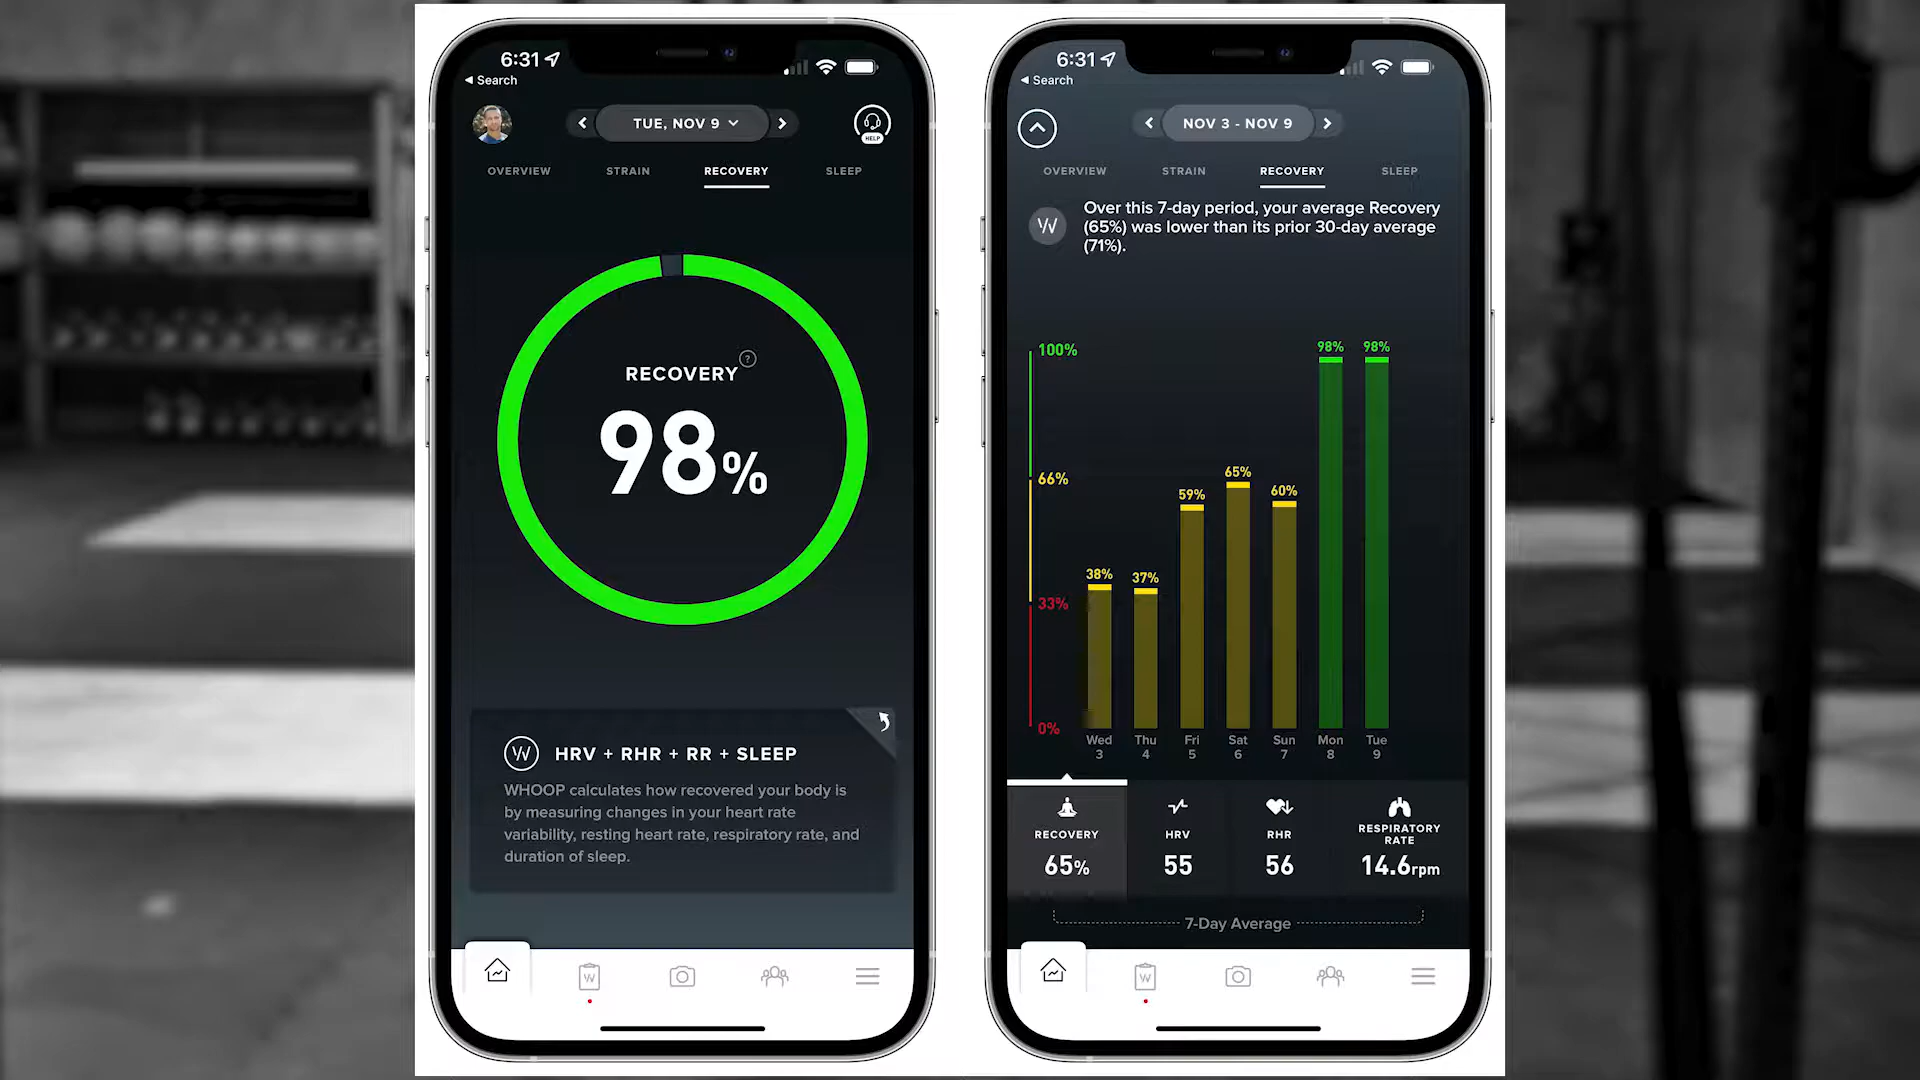 6:31
Search
TUE, NOV 9
HELP
OVERVIEW STRAIN RECOVERY SLEEP
RECOVERY ?
98%
HRV + RHR + RR + SLEEP
WHOOP calculates how recovered your body is
by measuring changes in your heart rate
variability, resting heart rate, respiratory rate, and
duration of sleep.
6:31
Search
NOV 3 - NOV 9
OVERVIEW STRAIN RECOVERY SLEEP
Over this 7-day period, your average Recovery
(65%) was lower than its prior 30-day average
(71%).
100%
66%
33%
0%
38% 37% 59% 65% 60% 98% 98%
Wed Thu Fri Sat Sun Mon Tue
3 4 5 6 7 8 9
RECOVERY
65%
HRV
55
RHR
56
RESPIRATORY
RATE
14.6rpm
7-Day Average